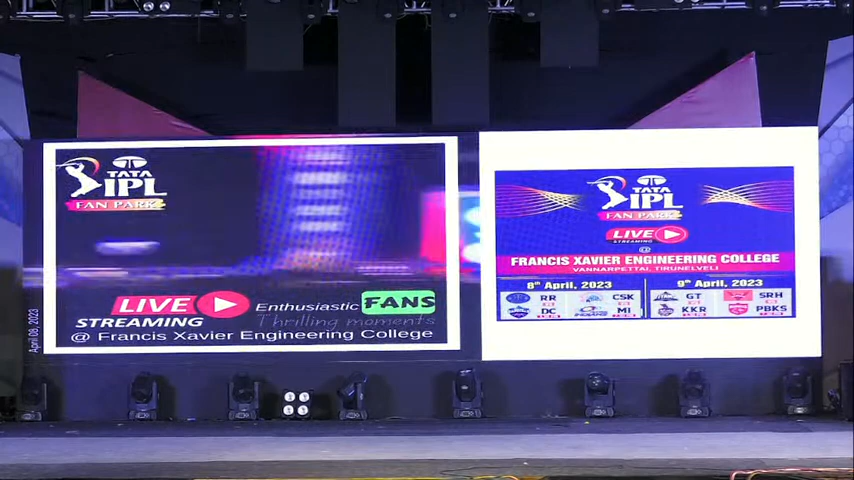 TATA
IPL
FAN PARK
LIVE
STREAMING
Enthusiastic FANS
Thrilling moments
@ Francis Xavier Engineering College
April 08, 2023
TATA
IPL
FAN PARK
LIVE
STREAMING
@
FRANCIS XAVIER ENGINEERING COLLEGE
VANNARPETTAI, TIRUNELVELI
8th April, 2023
RR
DC
CSK
MI
9th April, 2023
GT
KKR
SRH
PBKS